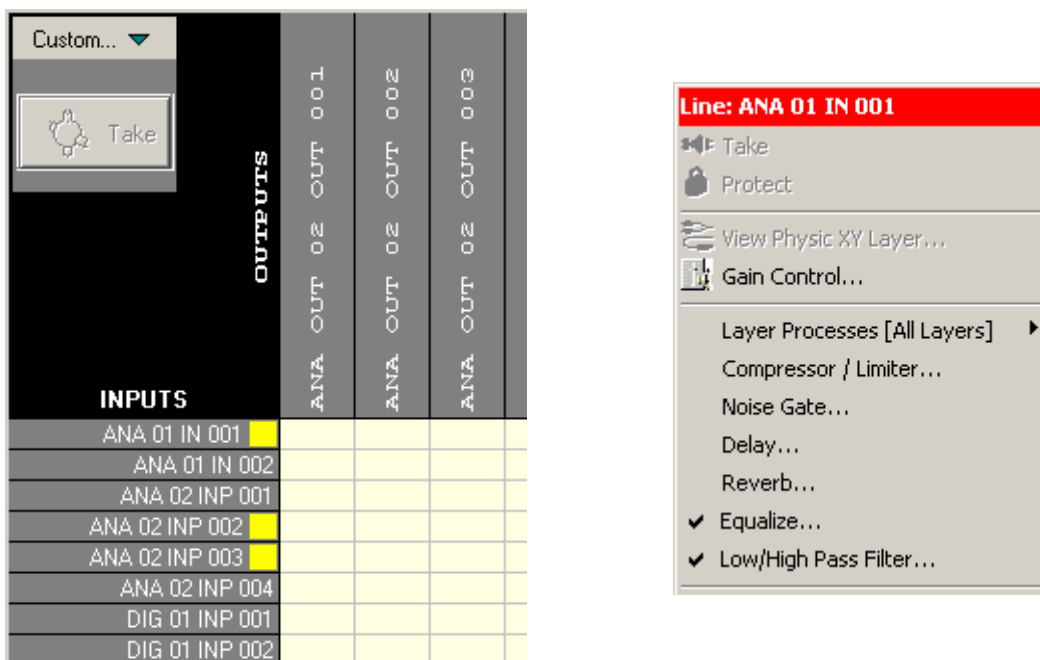 Custom...
Take
OUTPUTS
INPUTS
ANA OUT 02 OUT 001
ANA OUT 02 OUT 002
ANA OUT 02 OUT 003
ANA 01 IN 001
ANA 01 IN 002
ANA 02 INP 001
ANA 02 INP 002
ANA 02 INP 003
ANA 02 INP 004
DIG 01 INP 001
DIG 01 INP 002
Line: ANA 01 IN 001
Take
Protect
View Physic XY Layer...
Gain Control...
Layer Processes [All Layers]
Compressor / Limiter...
Noise Gate...
Delay...
Reverb...
Equalize...
Low/High Pass Filter...